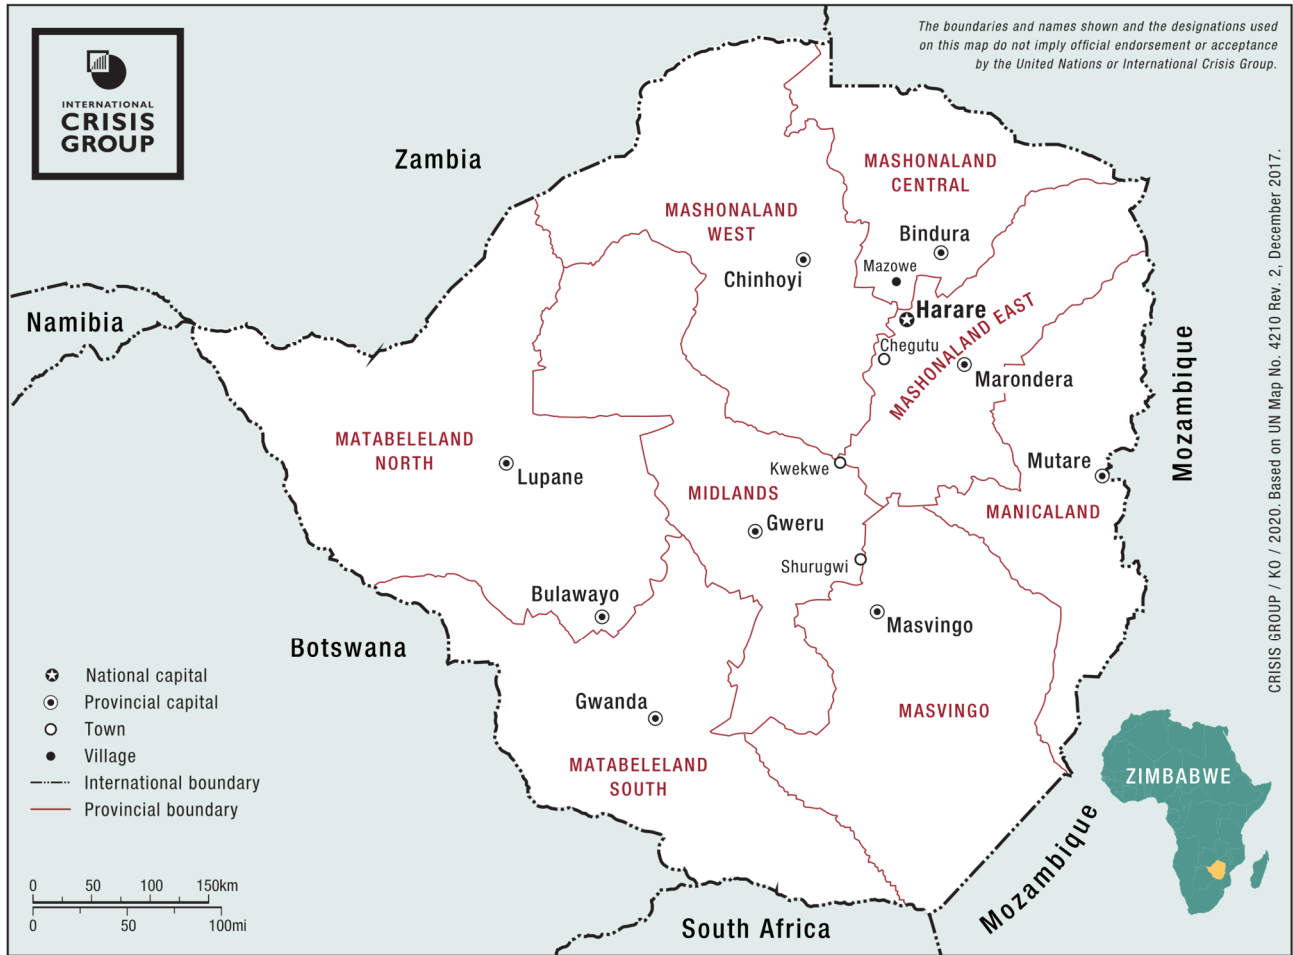 The boundaries and names shown and the designations used
on this map do not imply official endorsement or acceptance
by the United Nations or International Crisis Group.
INTERNATIONAL
CRISIS
GROUP
Zambia
MASHONALAND
CENTRAL
MASHONALAND
WEST
Bindura
Mazowe
Chinhoyi
Harare
Namibia
Chegutu
MASHONALAND EAST
Marondera
Mozambique
MATABELELAND
NORTH
Lupane
Kwekwe
Mutare
MIDLANDS
MANICALAND
Gweru
Shurugwi
Bulawayo
Masvingo
Botswana
Gwanda
MASVINGO
MATABELELAND
SOUTH
National capital
Provincial capital
Town
Village
International boundary
Provincial boundary
0 50 100 150km
0 50 100mi
South Africa
Mozambique
ZIMBABWE
CRISIS GROUP / KO / 2020. Based on UN Map No. 4210 Rev. 2, December 2017.